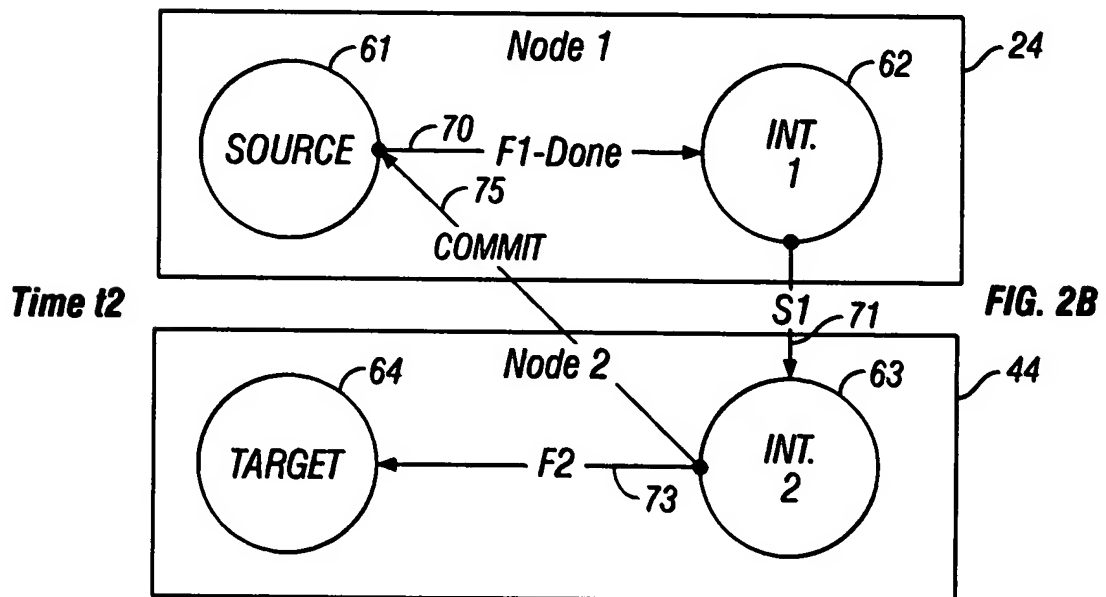 Node 1
61
62
24
70
SOURCE
F1-Done
INT.
1
75
COMMIT
Time t2
S1
71
FIG. 2B
Node 2
64
63
44
TARGET
F2
73
INT.
2